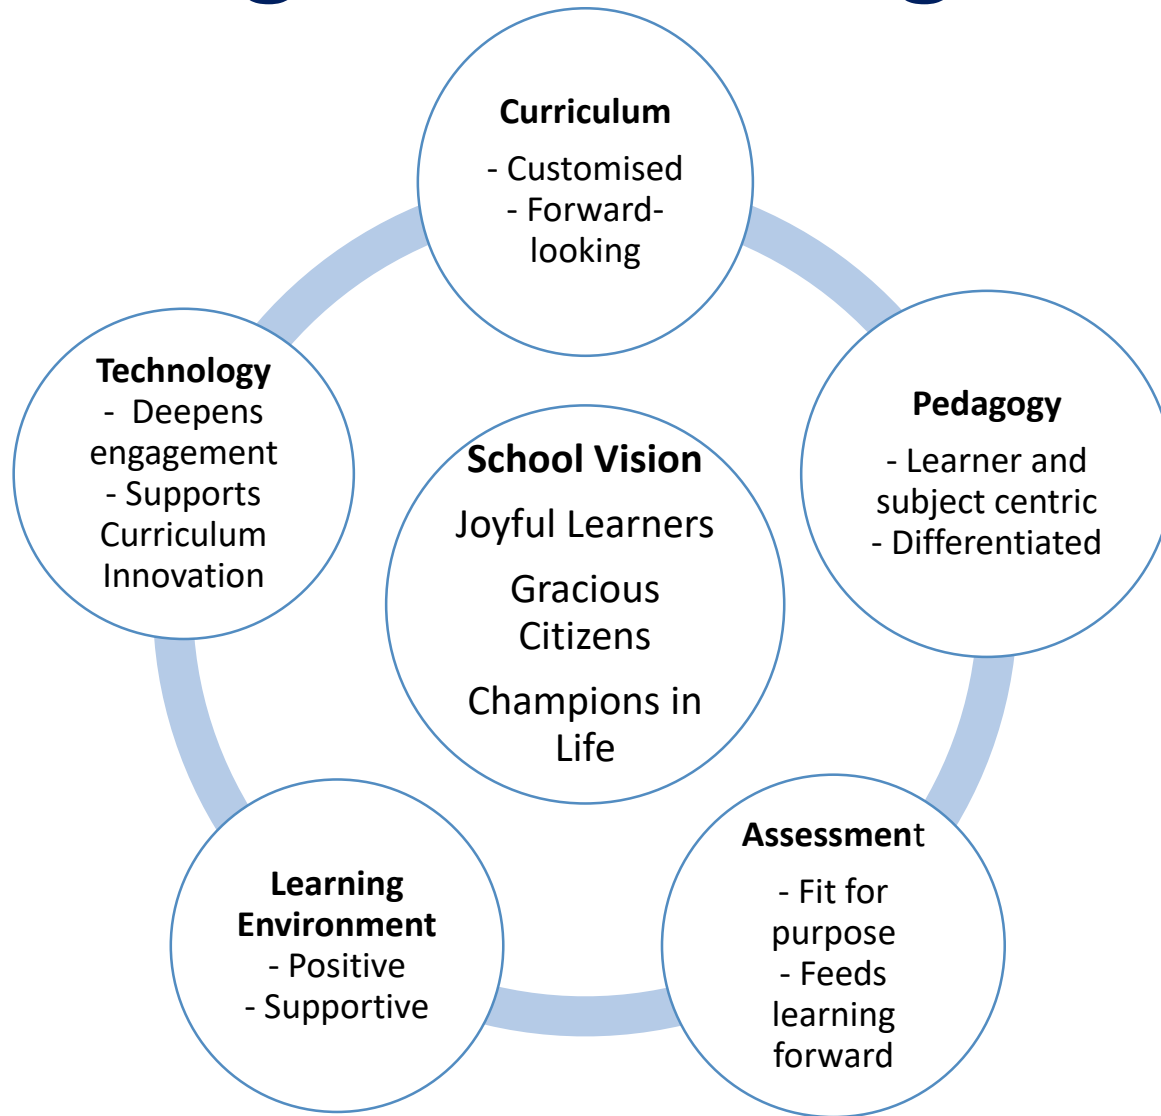 Curriculum
- Customised
- Forward-
looking
Pedagogy
- Learner and
subject centric
- Differentiated
Assessment
- Fit for
purpose
- Feeds
learning
forward
Learning
Environment
- Positive
- Supportive
Technology
- Deepens
engagement
- Supports
Curriculum
Innovation
School Vision
Joyful Learners
Gracious
Citizens
Champions in
Life